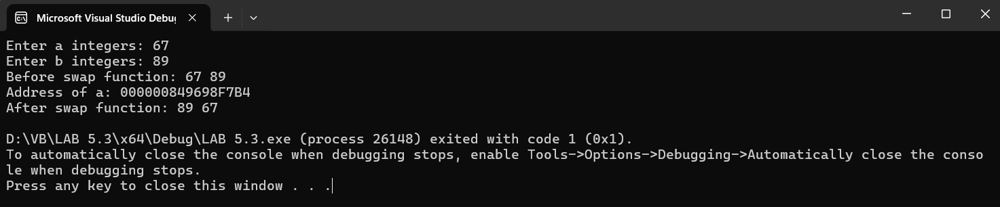 Microsoft Visual Studio Debug
Enter a integers: 67
Enter b integers: 89
Before swap function: 67 89
Address of a: 000000849698F7B4
After swap function: 89 67
D:\VB\LAB 5.3\x64\Debug\LAB 5.3.exe (process 26148) exited with code 1 (0x1).
To automatically close the console when debugging stops, enable Tools->Options->Debugging->Automatically close the conso
le when debugging stops.
Press any key to close this window . . .